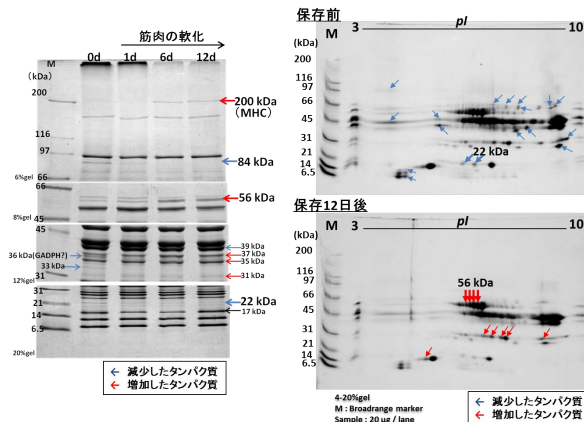 筋肉の軟化
M
0d 1d 6d 12d
(kDa)
200
116
97
6%gel
66
66
8%gel
45
45
36 kDa(GADPH?)
33 kDa
31
12%gel
31
21
14
6.5
20%gel
200 kDa
(MHC)
84 kDa
56 kDa
39 kDa
37 kDa
35 kDa
31 kDa
22 kDa
17 kDa
← 減少したタンパク質
← 増加したタンパク質
保存前
pI
M 3 10
(kDa)
200
116
97
66
45
31
21
14
6.5
22 kDa
保存12日後
pI
M 3 10
(kDa)
200
116
97
66
45
31
21
14
6.5
56 kDa
4-20%gel
M : Broadrange marker
Sample : 20 ug / lane
← 減少したタンパク質
← 増加したタンパク質